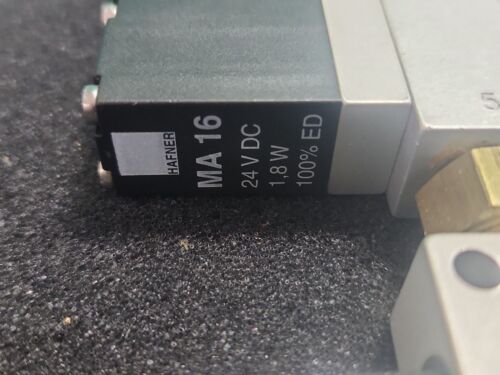 HAFNER
MA 16
24 V DC
1,8 W
100% ED
5